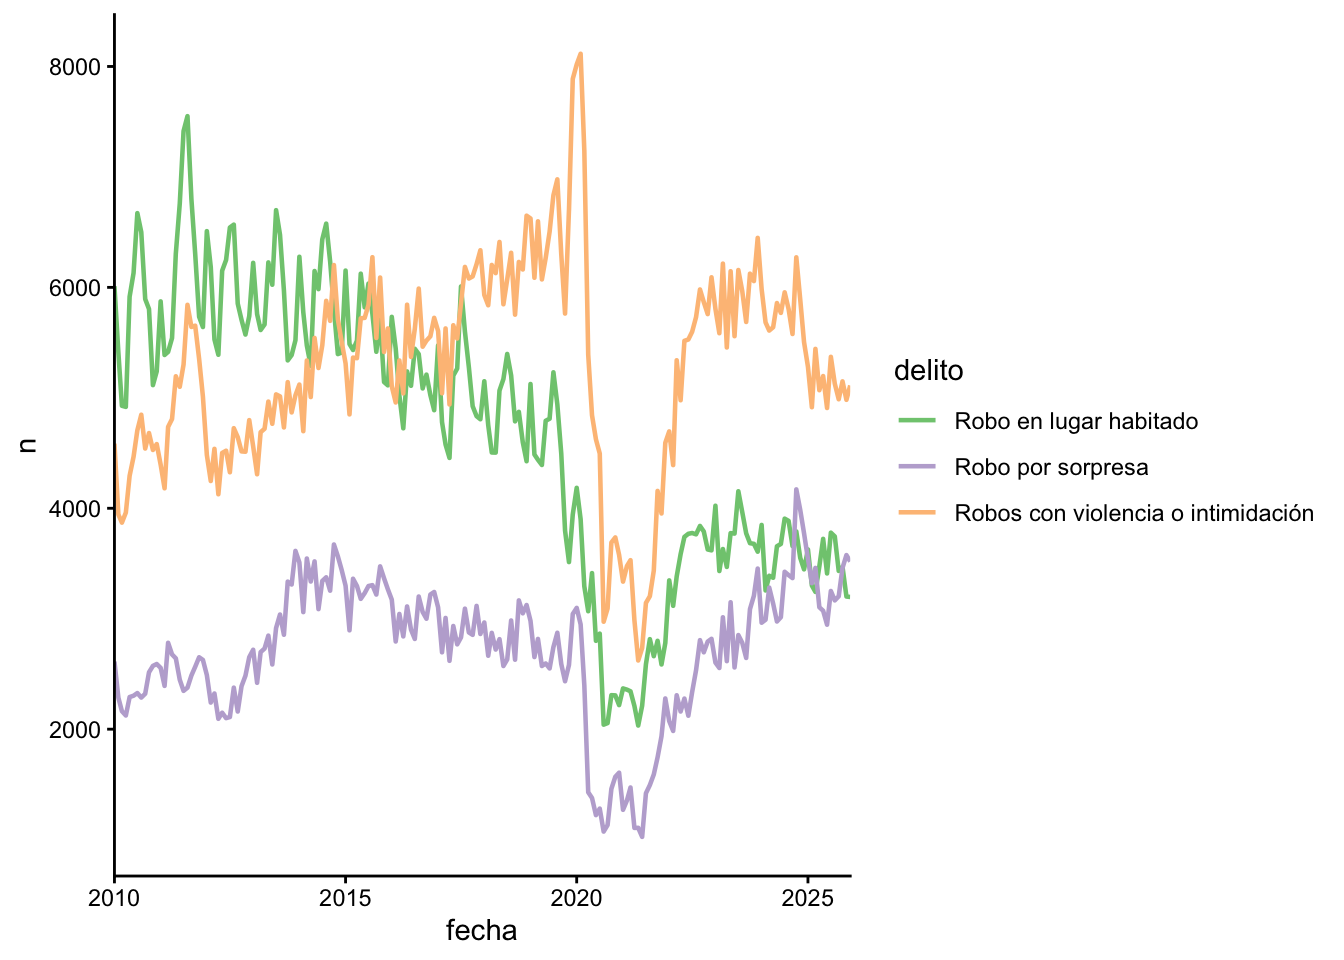 8000
6000
4000
2000
n
2010
2015
2020
2025
fecha
delito
Robo en lugar habitado
Robo por sorpresa
Robos con violencia o intimidación